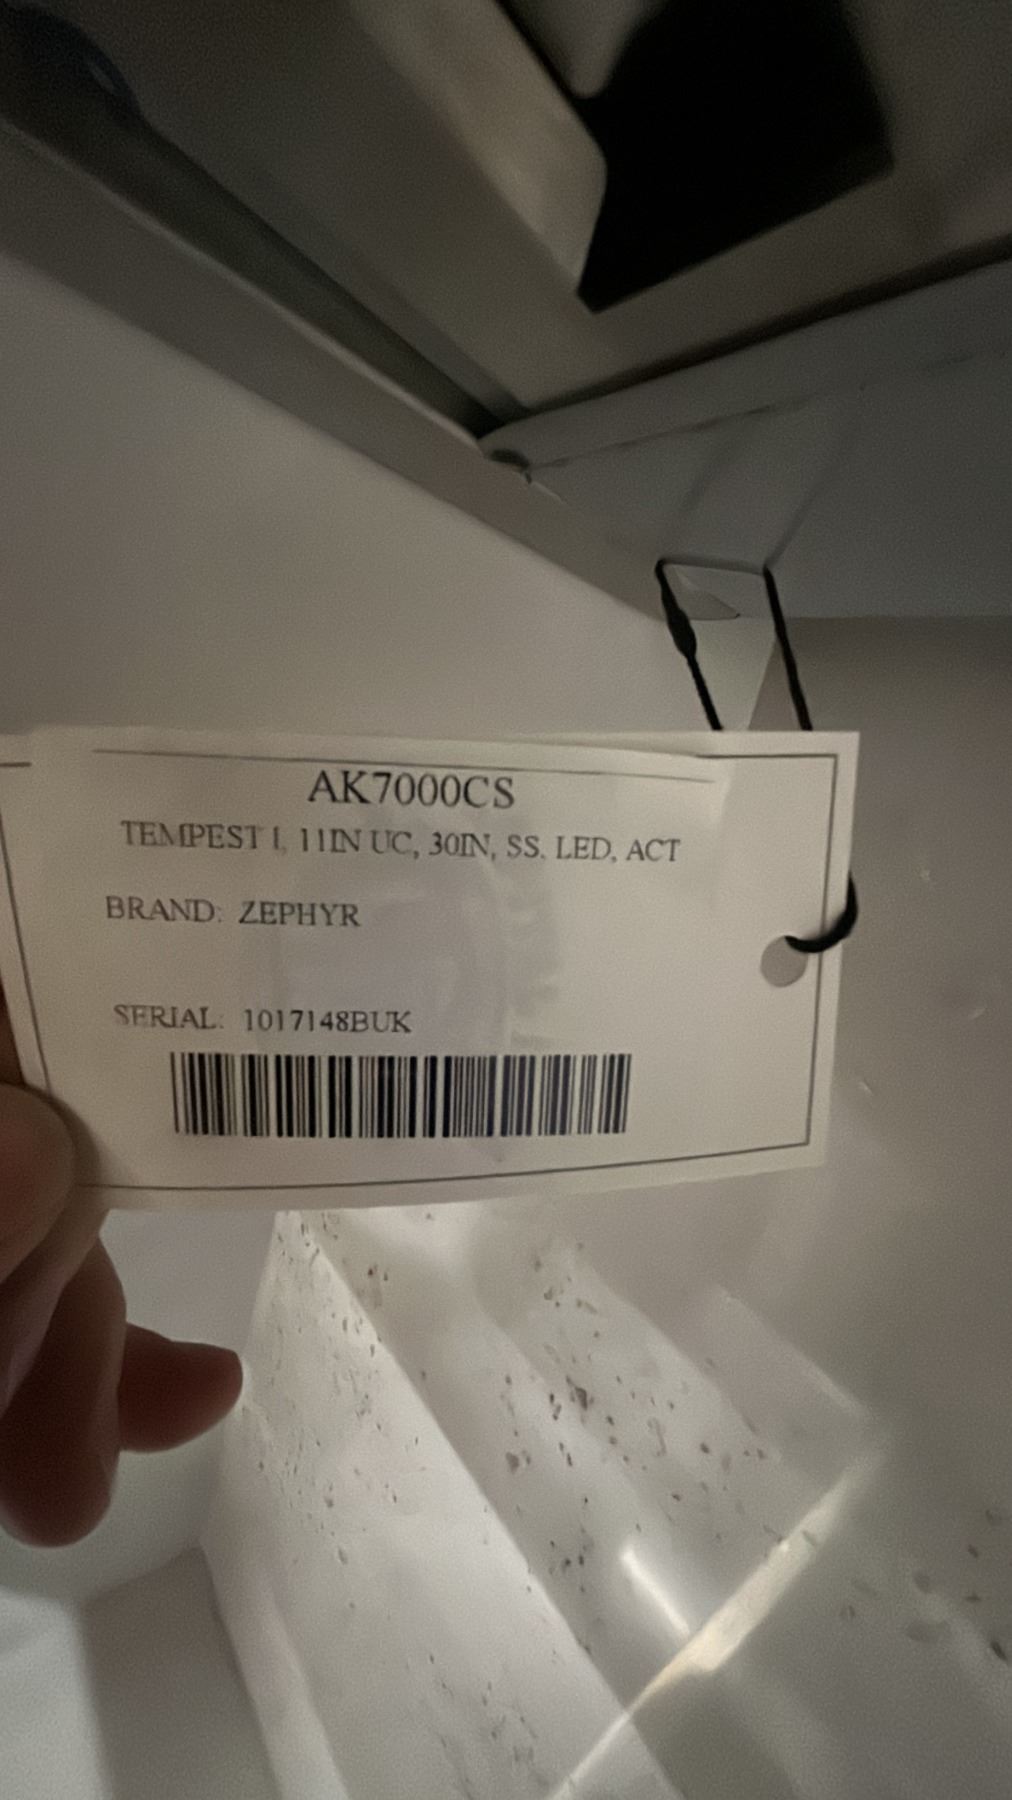 AK7000CS
TEMPEST I, 11IN UC, 30IN, SS, LED, ACT
BRAND: ZEPHYR
SERIAL: 1017148BUK